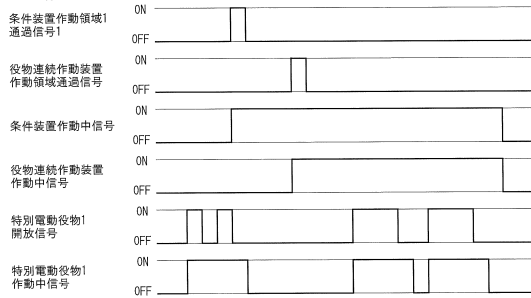 条件装置作動領域1
通過信号1
ON
OFF
役物連続作動装置
作動領域通過信号
ON
OFF
条件装置作動中信号
ON
OFF
役物連続作動装置
作動中信号
ON
OFF
特別電動役物1
開放信号
ON
OFF
特別電動役物1
作動中信号
ON
OFF